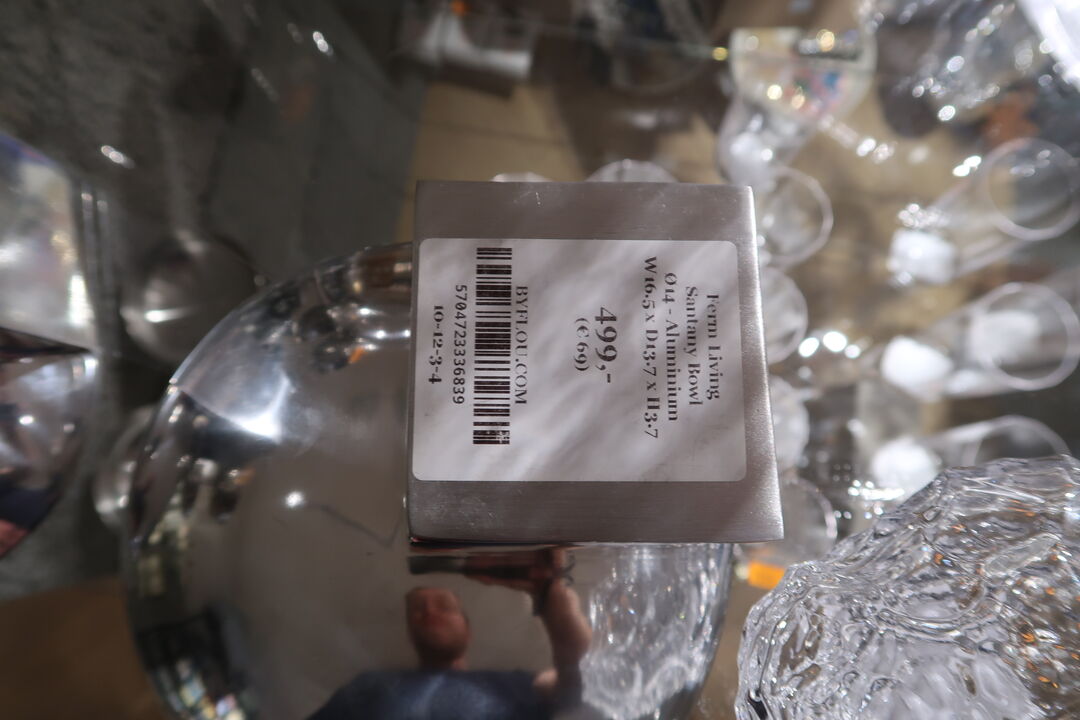 Ferm Living
Santany Bowl
Ø14 - Aluminium
W16.5 x D13.7 x H3.7
499,-
(€ 69)
BYFLOU.COM
5704723336839
10-12-3-4